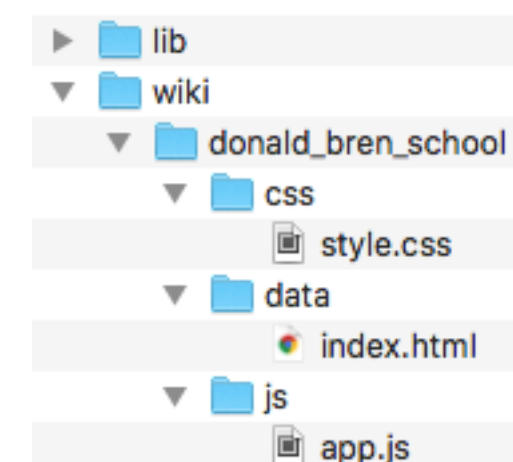 lib
wiki
donald_bren_school
css
style.css
data
index.html
js
app.js